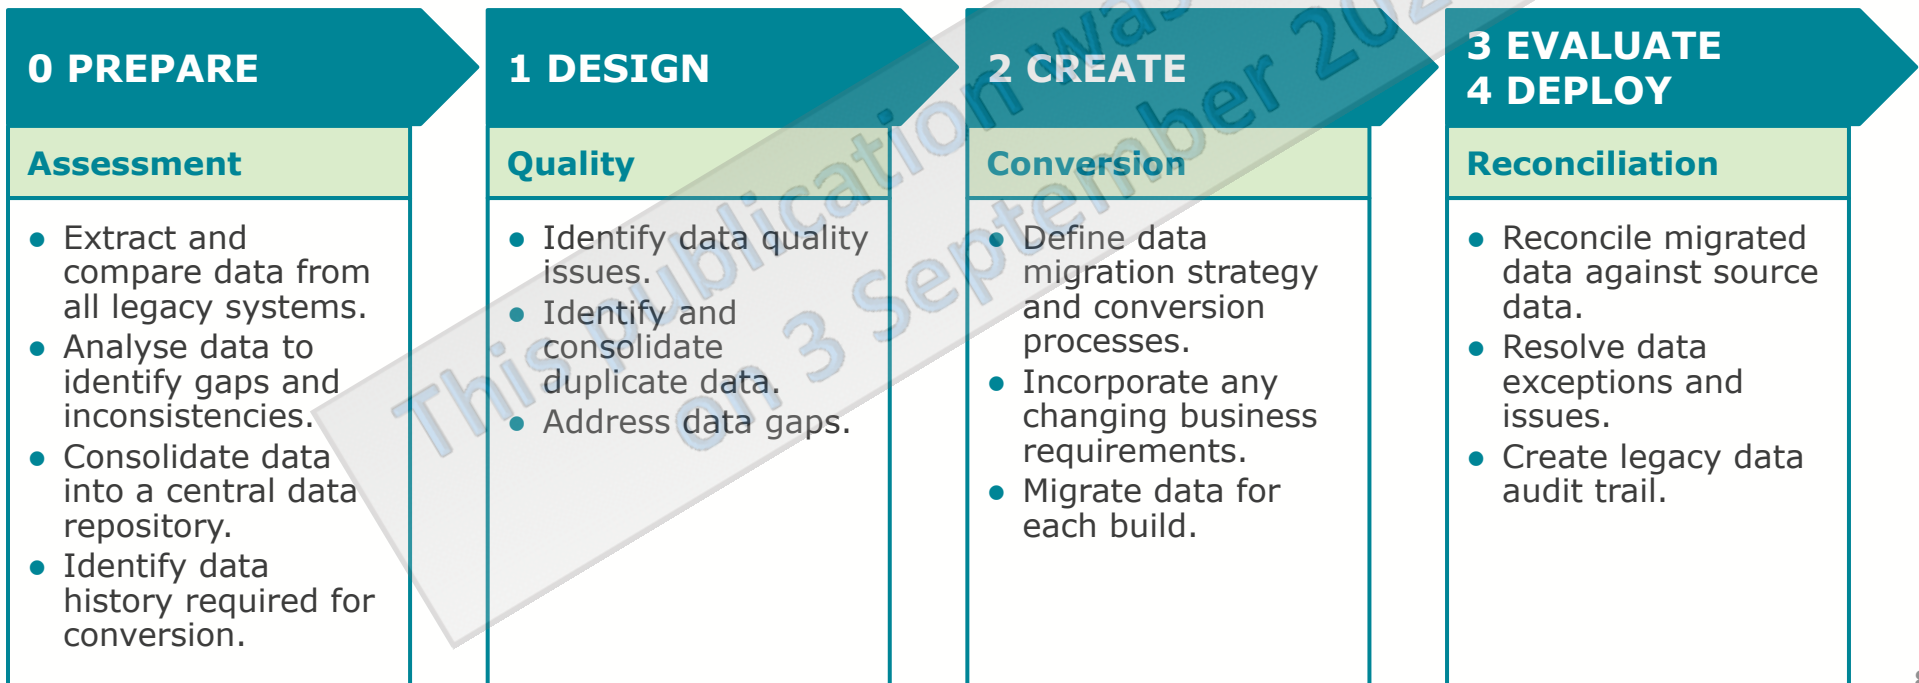 0 PREPARE
Assessment
● Extract and
compare data from
all legacy systems.
● Analyse data to
identify gaps and
inconsistencies.
● Consolidate data
into a central data
repository.
● Identify data
history required for
conversion.
1 DESIGN
Quality
● Identify data quality
issues.
● Identify and
consolidate
duplicate data.
● Address data gaps.
2 CREATE
Conversion
● Define data
migration strategy
and conversion
processes.
● Incorporate any
changing business
requirements.
● Migrate data for
each build.
3 EVALUATE
4 DEPLOY
Reconciliation
● Reconcile migrated
data against source
data.
● Resolve data
exceptions and
issues.
● Create legacy data
audit trail.
This publication was
on 3 September